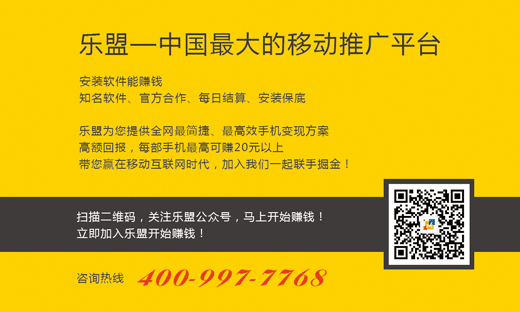 乐盟—中国最大的移动推广平台
安装软件能赚钱
知名软件、官方合作、每日结算、安装保底
乐盟为您提供全网最简捷、最高效手机变现方案
高额回报，每部手机最高可赚20元以上
带您赢在移动互联网时代，加入我们一起联手掘金！
扫描二维码，关注乐盟公众号，马上开始赚钱！
立即加入乐盟开始赚钱！
咨询热线 400-997-7768